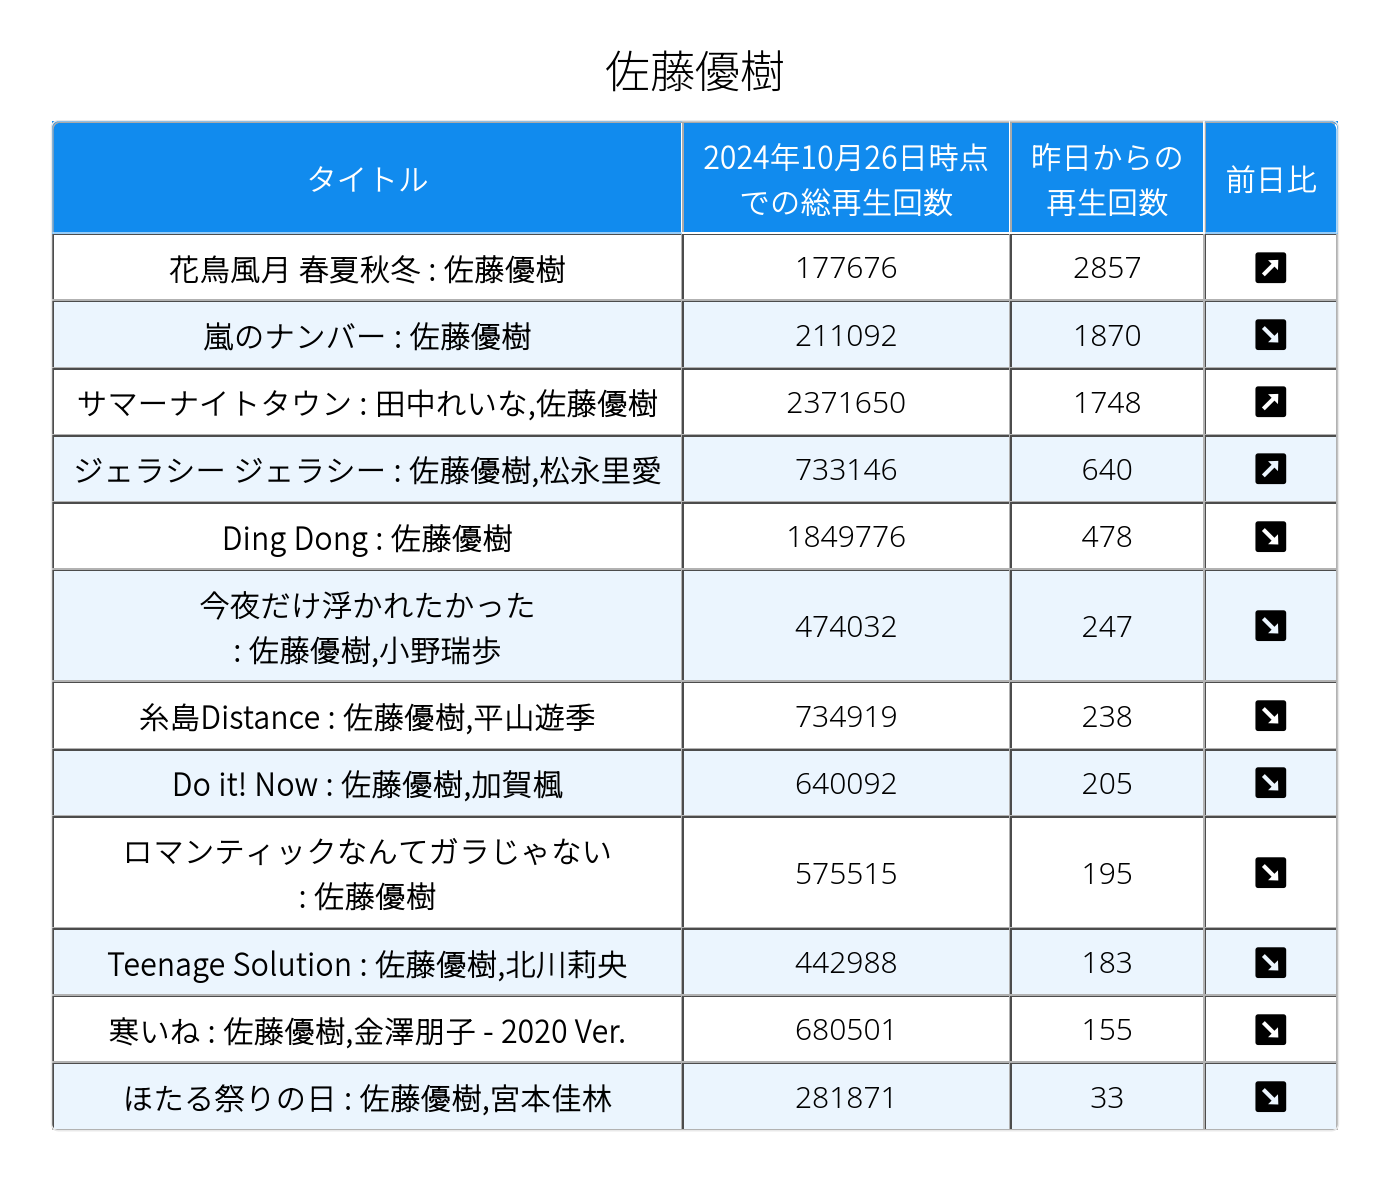 佐藤優樹
タイトル
2024年10月26日時点
での総再生回数
昨日からの
再生回数
前日比
花鳥風月 春夏秋冬 : 佐藤優樹 177676 2857
嵐のナンバー : 佐藤優樹 211092 1870
サマーナイトタウン : 田中れいな,佐藤優樹 2371650 1748
ジェラシー ジェラシー : 佐藤優樹,松永里愛 733146 640
Ding Dong : 佐藤優樹 1849776 478
今夜だけ浮かれたかった
: 佐藤優樹,小野瑞歩 474032 247
糸島Distance : 佐藤優樹,平山遊季 734919 238
Do it! Now : 佐藤優樹,加賀楓 640092 205
ロマンティックなんてガラじゃない
: 佐藤優樹 575515 195
Teenage Solution : 佐藤優樹,北川莉央 442988 183
寒いね : 佐藤優樹,金澤朋子 - 2020 Ver. 680501 155
ほたる祭りの日 : 佐藤優樹,宮本佳林 281871 33